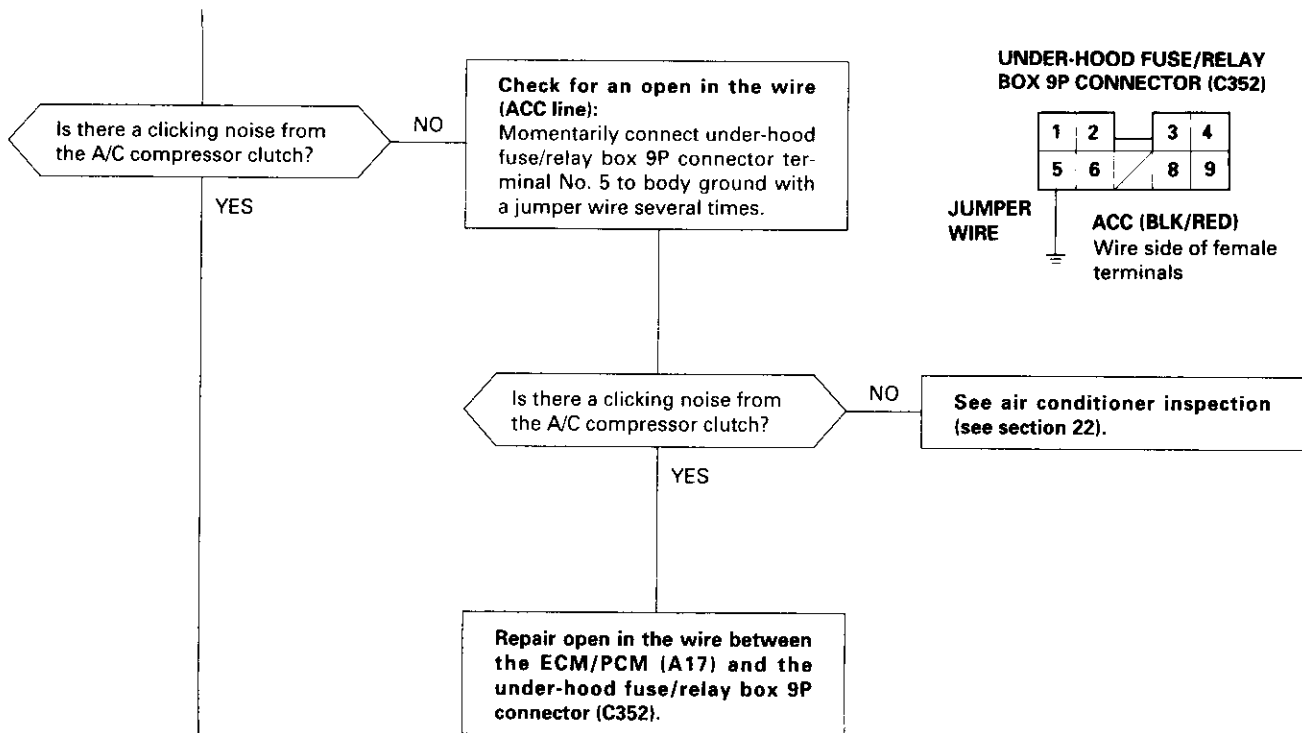 Is there a clicking noise from
the A/C compressor clutch?
NO
YES
Check for an open in the wire
(ACC line):
Momentarily connect under-hood
fuse/relay box 9P connector ter-
minal No. 5 to body ground with
a jumper wire several times.
UNDER-HOOD FUSE/RELAY
BOX 9P CONNECTOR (C352)
1 2 3 4
5 6 8 9
JUMPER
WIRE
ACC (BLK/RED)
Wire side of female
terminals
Is there a clicking noise from
the A/C compressor clutch?
NO
YES
See air conditioner inspection
(see section 22).
Repair open in the wire between
the ECM/PCM (A17) and the
under-hood fuse/relay box 9P
connector (C352).